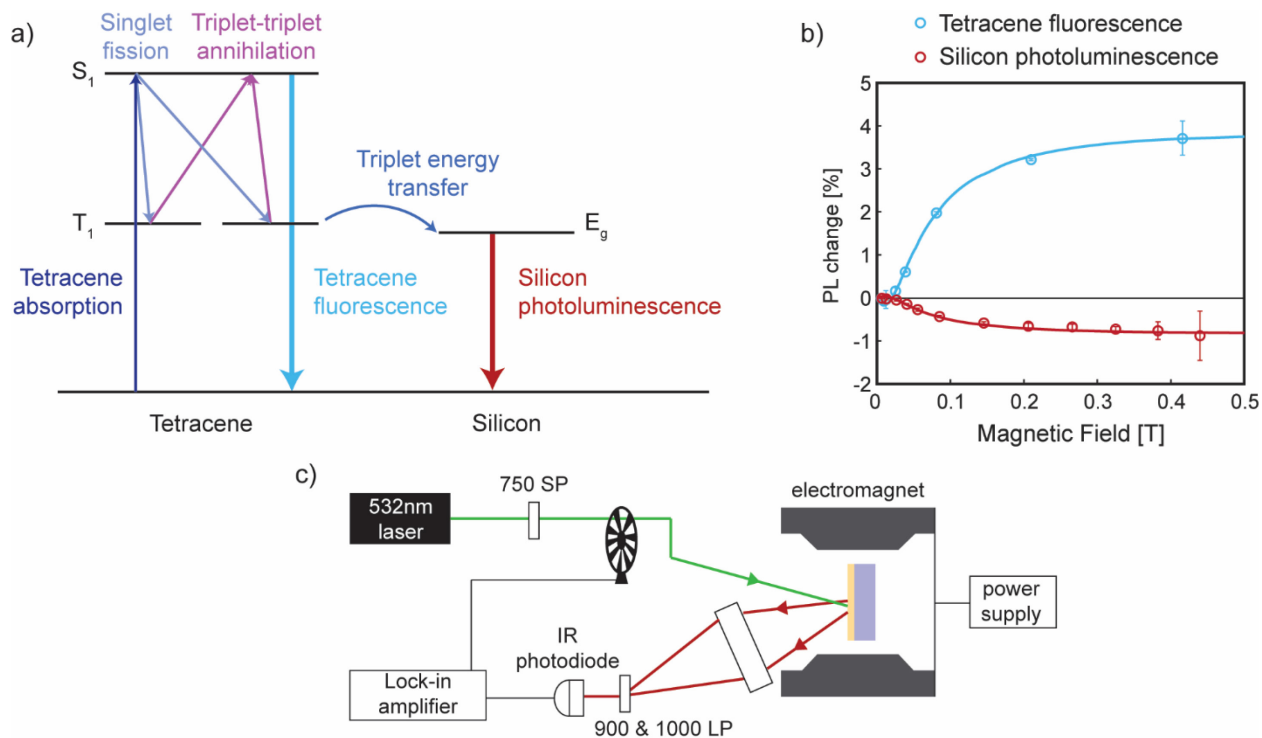 a)
Singlet
fission
Triplet-triplet
annihilation
S1
Triplet energy
transfer
T1
Eg
Tetracene
absorption
Tetracene
fluorescence
Silicon
photoluminescence
Tetracene
Silicon
b)
Tetracene fluorescence
Silicon photoluminescence
5
4
3
2
1
0
-1
-2
PL change [%]
0
0.1
0.2
0.3
0.4
0.5
Magnetic Field [T]
c)
750 SP
532nm
laser
electromagnet
power
supply
IR
photodiode
Lock-in
amplifier
900 & 1000 LP